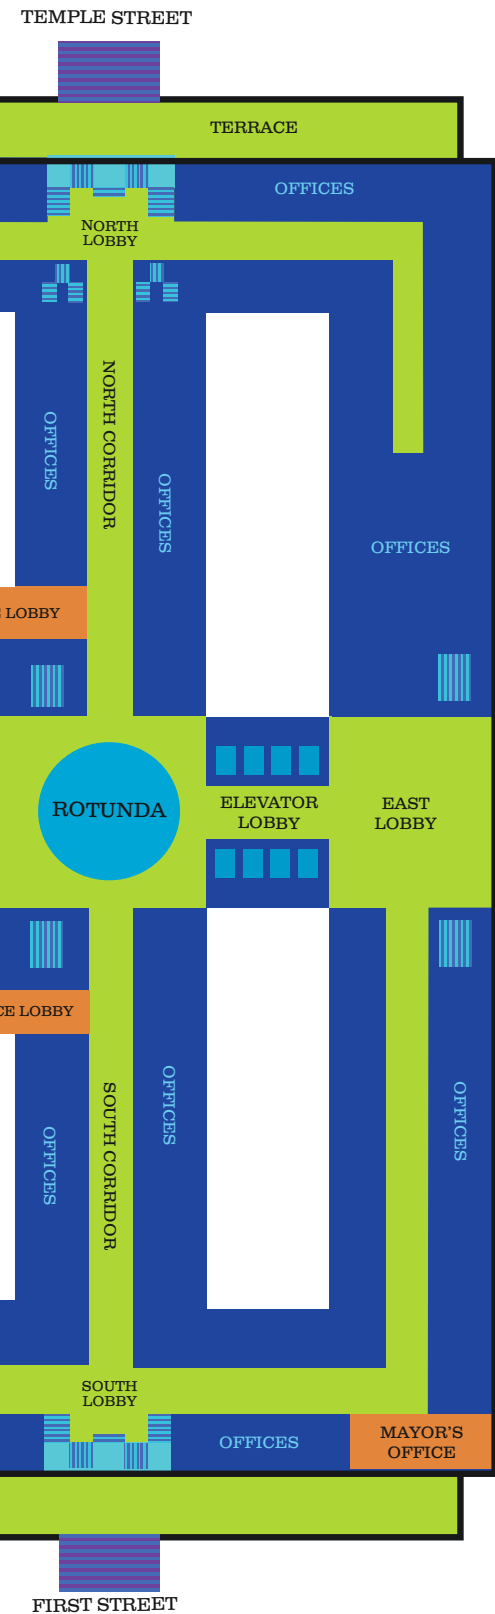 TEMPLE STREET
TERRACE
OFFICES
NORTH
LOBBY
NORTH CORRIDOR
OFFICES
OFFICES
OFFICES
LOBBY
ROTUNDA
ELEVATOR
LOBBY
EAST
LOBBY
CE LOBBY
OFFICES
SOUTH CORRIDOR
OFFICES
OFFICES
SOUTH
LOBBY
OFFICES
MAYOR'S
OFFICE
FIRST STREET